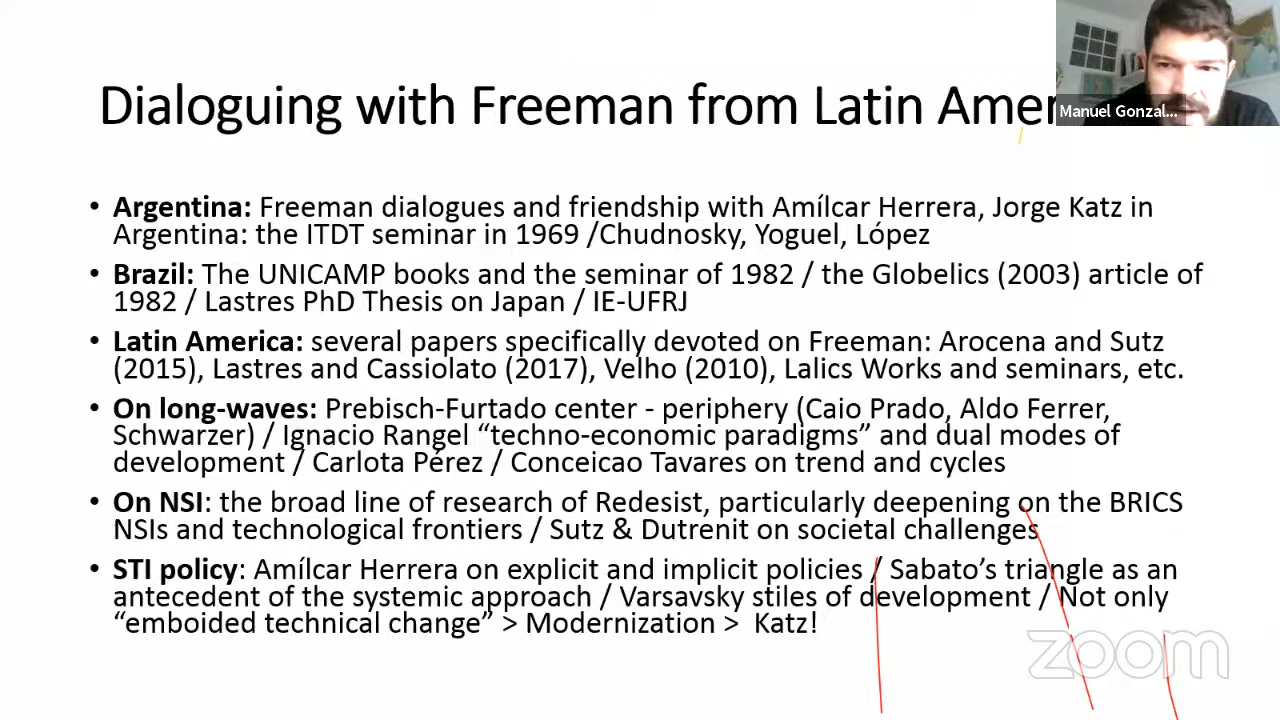 Dialoguing with Freeman from Latin Amer
Manuel Gonzal...
• Argentina: Freeman dialogues and friendship with Amílcar Herrera, Jorge Katz in
Argentina: the ITDT seminar in 1969 /Chudnosky, Yoguel, López
• Brazil: The UNICAMP books and the seminar of 1982 / the Globelics (2003) article of
1982 / Lastres PhD Thesis on Japan / IE-UFRJ
• Latin America: several papers specifically devoted on Freeman: Arocena and Sutz
(2015), Lastres and Cassiolato (2017), Velho (2010), Lalics Works and seminars, etc.
• On long-waves: Prebisch-Furtado center - periphery (Caio Prado, Aldo Ferrer,
Schwarzer) / Ignacio Rangel “techno-economic paradigms” and dual modes of
development / Carlota Pérez / Conceicao Tavares on trend and cycles
• On NSI: the broad line of research of Redesist, particularly deepening on the BRICS
NSIs and technological frontiers / Sutz & Dutrenit on societal challenges
• STI policy: Amílcar Herrera on explicit and implicit policies / Sabato’s triangle as an
antecedent of the systemic approach / Varsavsky stiles of development / Not only
“emboided technical change” > Modernization > Katz!
zoom